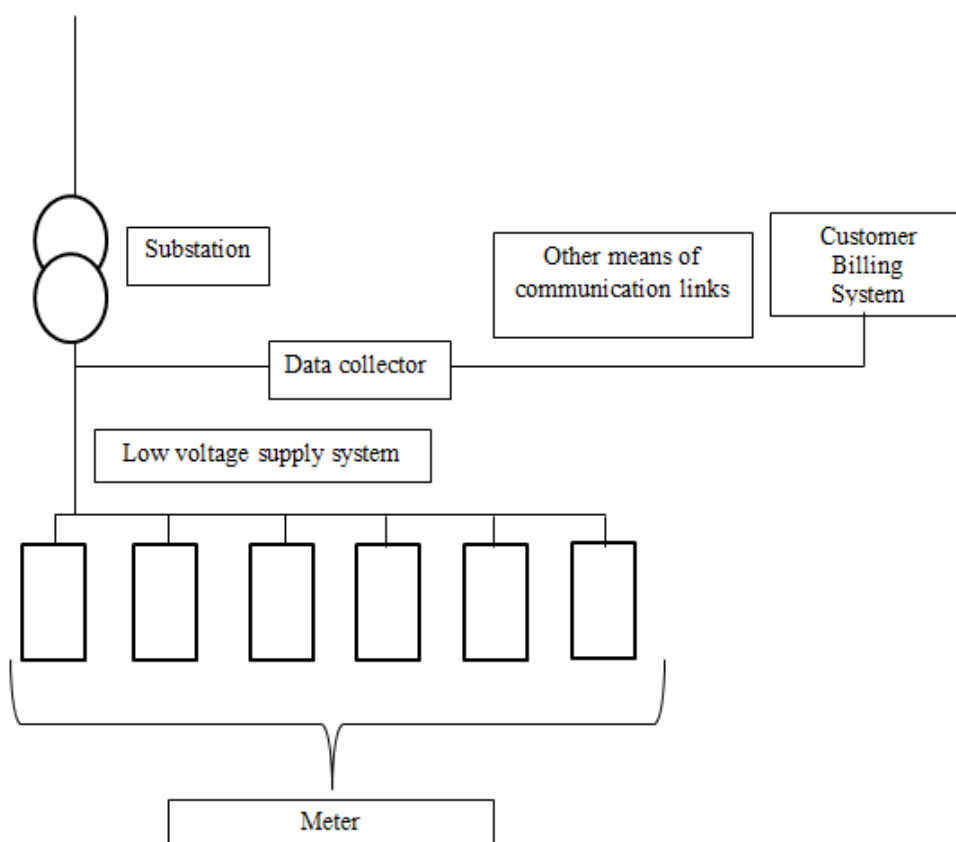 Substation
Other means of
communication links
Customer
Billing
System
Data collector
Low voltage supply system
Meter